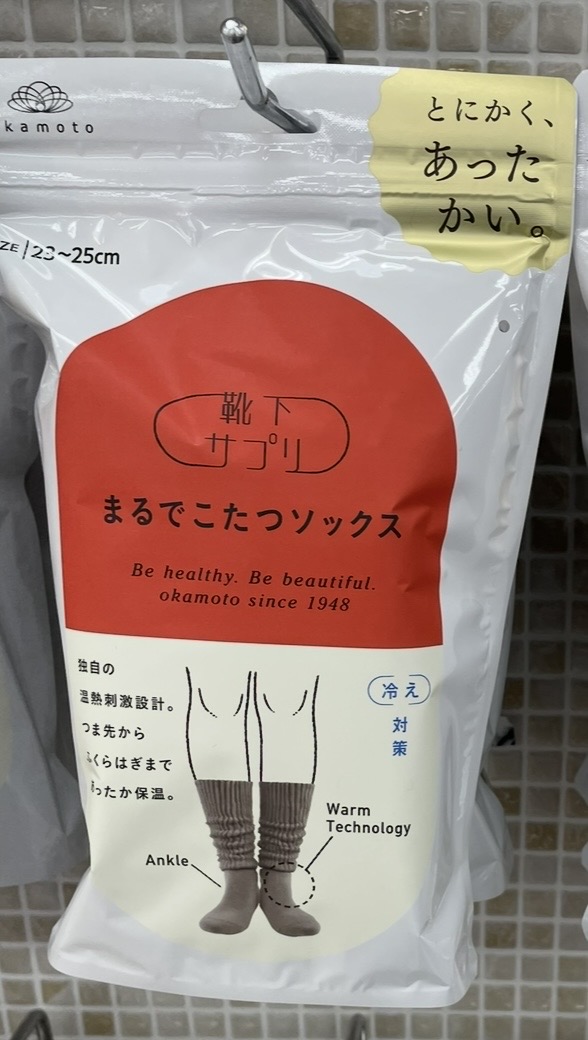 kamoto
とにかく、
あった
かい。
ZE | 23~25cm
靴下
サプリ
まるでこたつソックス
Be healthy. Be beautiful.
okamoto since 1948
独自の
温熱刺激設計。
つま先から
ふくらはぎまで
あったか保温。
冷え
対
策
Warm
Technology
Ankle